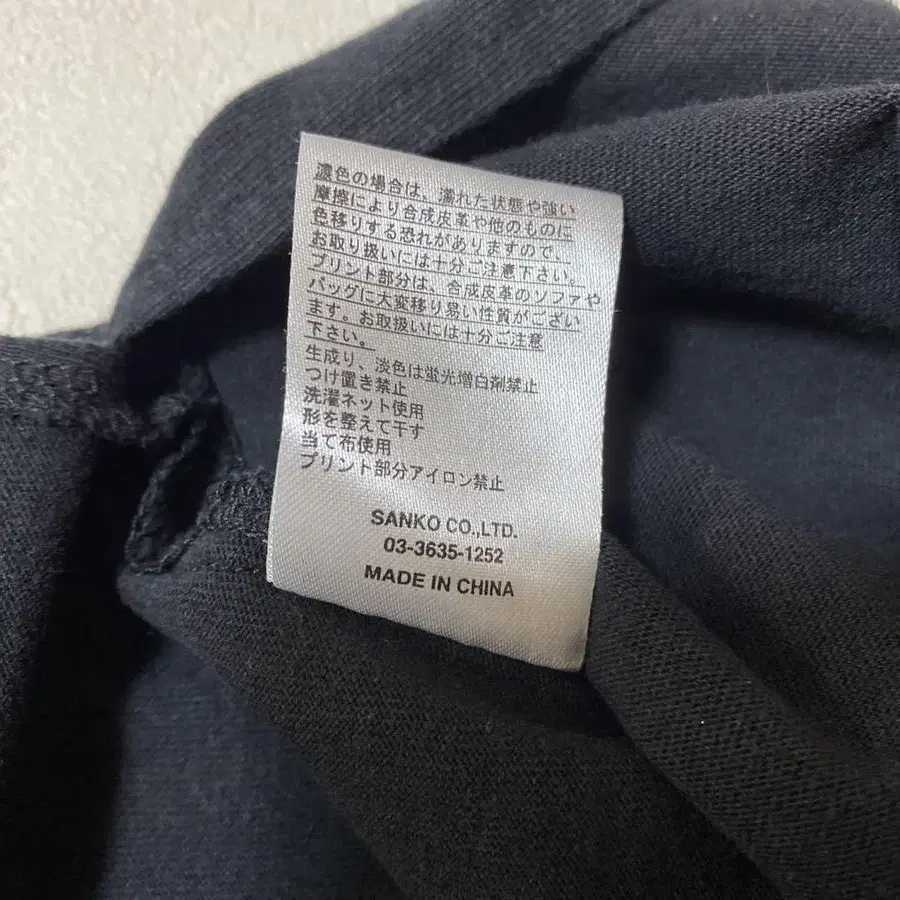 濃色の場合は、濡れた状態や強い
摩擦により合成皮革や他のものに
色移りする恐れがありますので、
お取り扱いには十分ご注意下さい。
プリント部分は、合成皮革のソファや
バッグに大変移り易い性質がござい
ます。お取扱いには十分ご注意
下さい。
生成り、淡色は蛍光増白剤禁止
つけ置き禁止
洗濯ネット使用
形を整えて干す
当て布使用
プリント部分アイロン禁止
SANKO CO.,LTD.
03-3635-1252
MADE IN CHINA